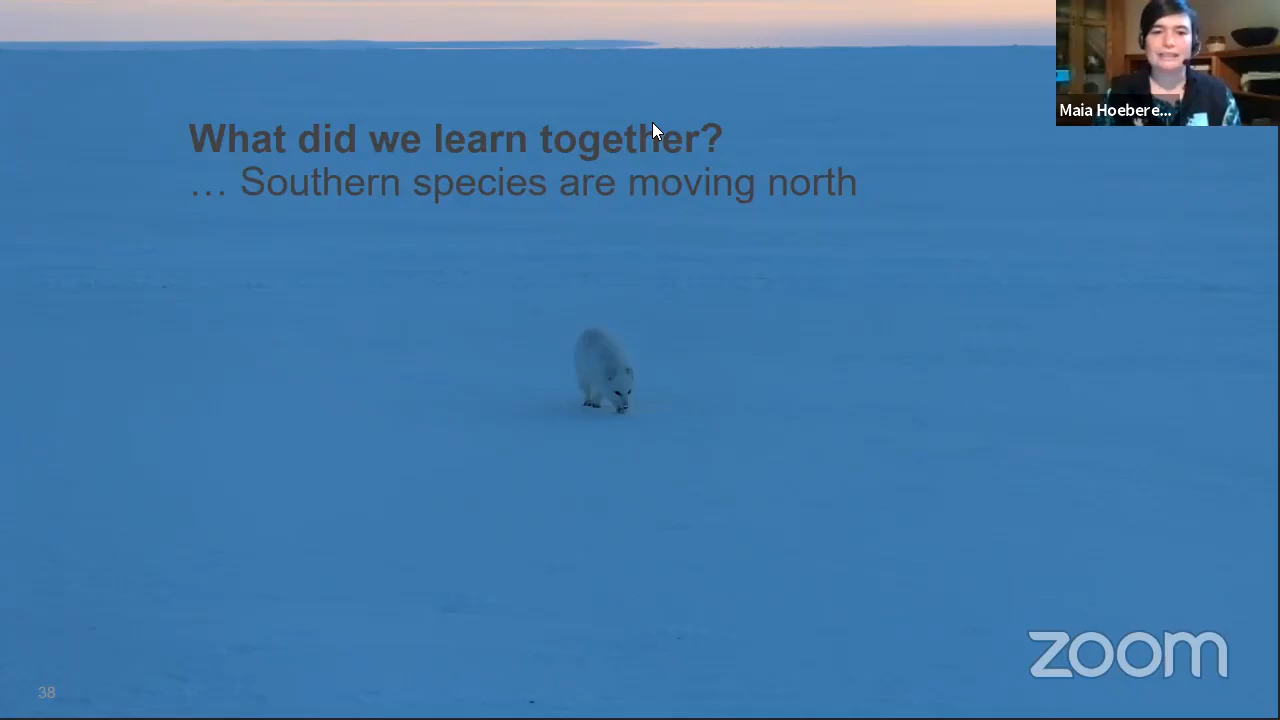 Maia Hoebere...
What did we learn together?
… Southern species are moving north
zoom
38